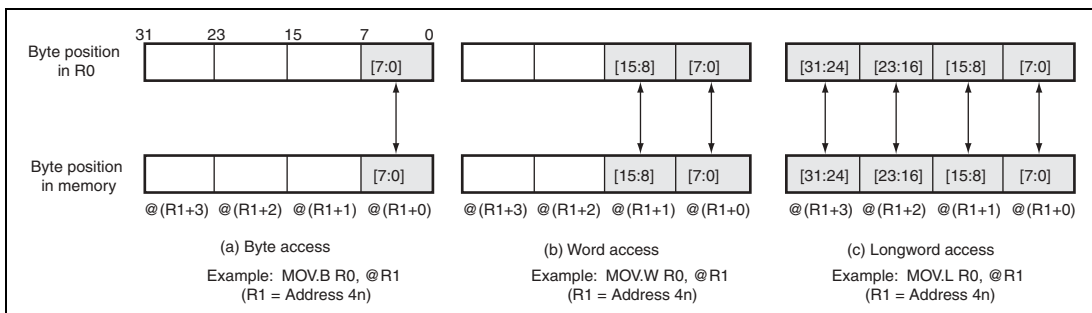 31 23 15 7 0
Byte position
in R0
[7:0]
[15:8] [7:0]
[31:24] [23:16] [15:8] [7:0]
Byte position
in memory
[7:0]
[15:8] [7:0]
[31:24] [23:16] [15:8] [7:0]
@(R1+3) @(R1+2) @(R1+1) @(R1+0)
@(R1+3) @(R1+2) @(R1+1) @(R1+0)
@(R1+3) @(R1+2) @(R1+1) @(R1+0)
(a) Byte access
Example: MOV.B R0, @R1
(R1 = Address 4n)
(b) Word access
Example: MOV.W R0, @R1
(R1 = Address 4n)
(c) Longword access
Example: MOV.L R0, @R1
(R1 = Address 4n)